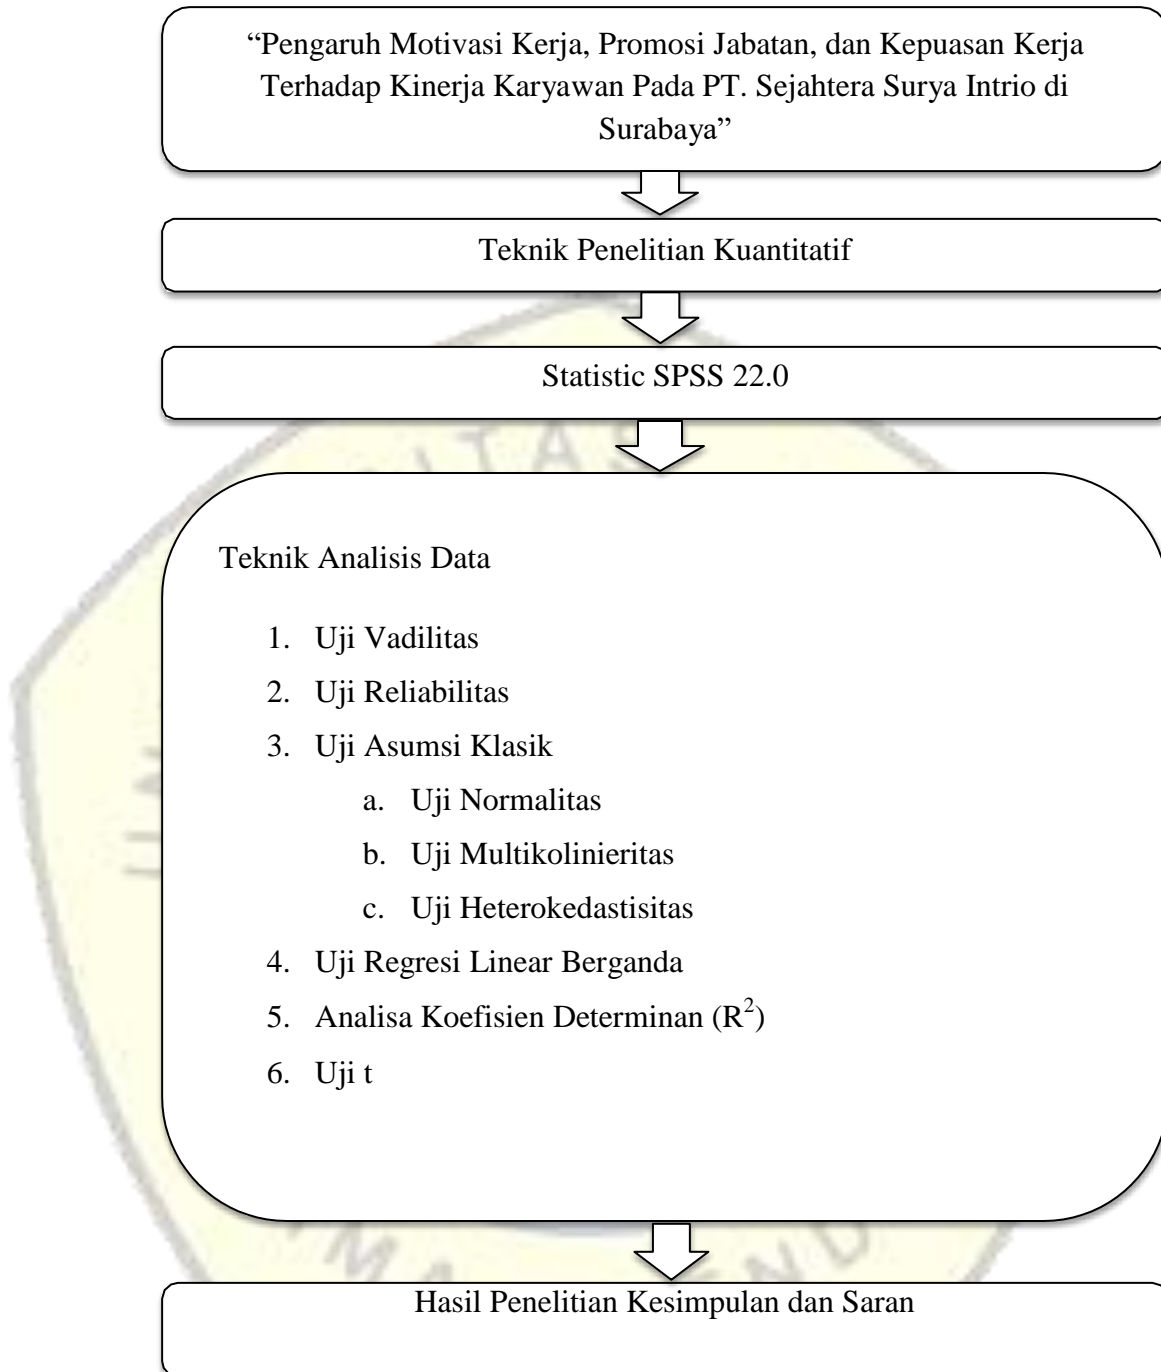 “Pengaruh Motivasi Kerja, Promosi Jabatan, dan Kepuasan Kerja
Terhadap Kinerja Karyawan Pada PT. Sejahtera Surya Intrio di
Surabaya”
Teknik Penelitian Kuantitatif
Statistic SPSS 22.0
Teknik Analisis Data
1. Uji Vadilitas
2. Uji Reliabilitas
3. Uji Asumsi Klasik
a. Uji Normalitas
b. Uji Multikolinieritas
c. Uji Heterokedastisitas
4. Uji Regresi Linear Berganda
5. Analisa Koefisien Determinan (R²)
6. Uji t
Hasil Penelitian Kesimpulan dan Saran